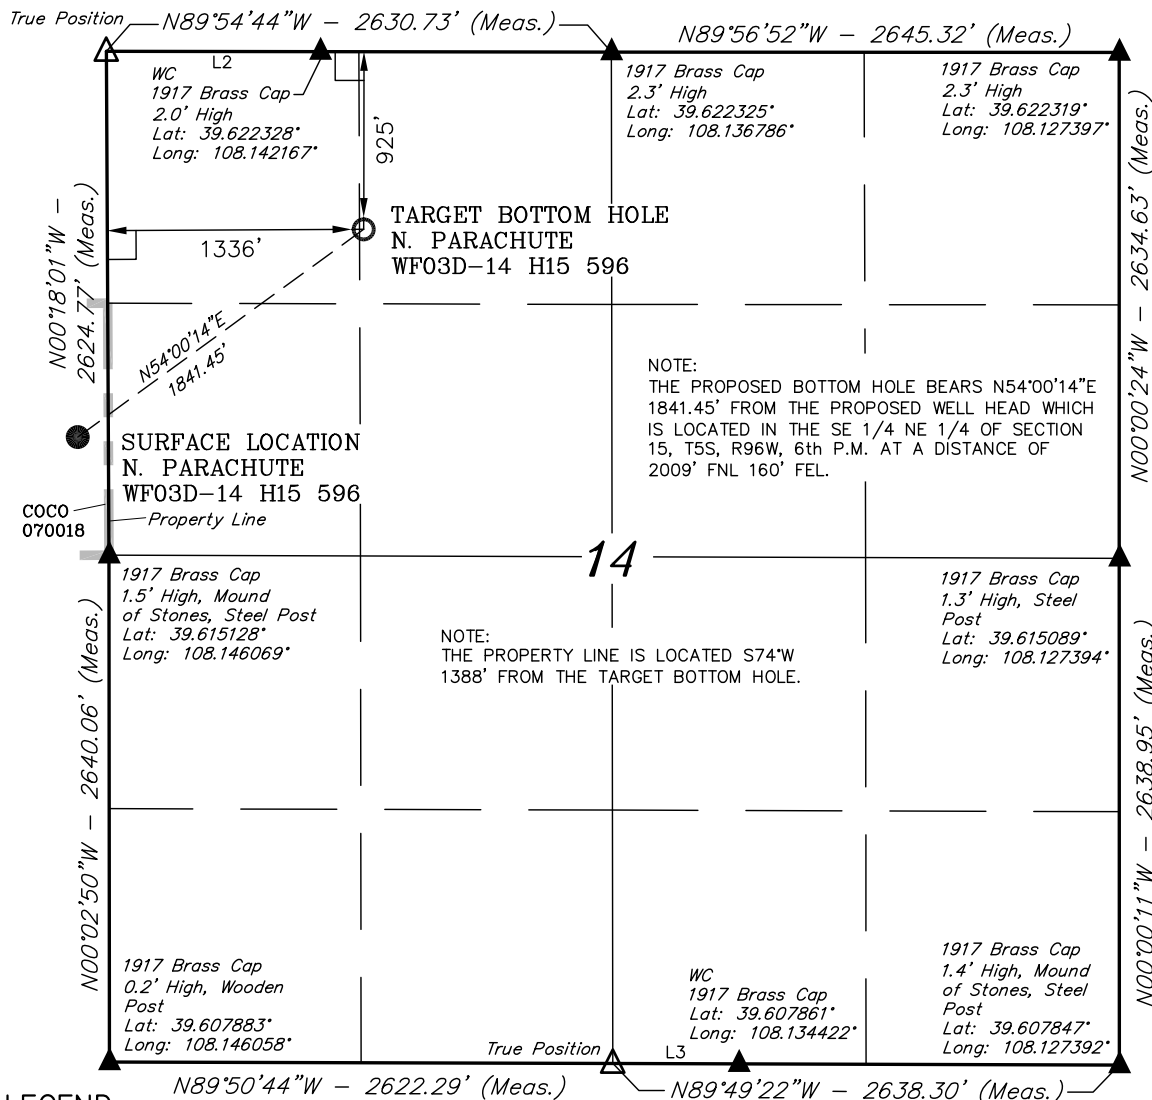 True Position
N89°54'44"W – 2630.73' (Meas.)
N89°56'52"W – 2645.32' (Meas.)
L2
WC
1917 Brass Cap
2.0' High
Lat: 39.622328°
Long: 108.142167°
925'
1917 Brass Cap
2.3' High
Lat: 39.622325°
Long: 108.136786°
1917 Brass Cap
2.3' High
Lat: 39.622319°
Long: 108.127397°
N00°18'01"W –
2624.77' (Meas.)
1336'
TARGET BOTTOM HOLE
N. PARACHUTE
WF03D–14 H15 596
N00°00'24"W – 2634.63' (Meas.)
N54°00'14"E
1841.45'
NOTE:
THE PROPOSED BOTTOM HOLE BEARS N54°00'14"E
1841.45' FROM THE PROPOSED WELL HEAD WHICH
IS LOCATED IN THE SE 1/4 NE 1/4 OF SECTION
15, T5S, R96W, 6th P.M. AT A DISTANCE OF
2009' FNL 160' FEL.
SURFACE LOCATION
N. PARACHUTE
WF03D–14 H15 596
COCO
070018
Property Line
14
1917 Brass Cap
1.5' High, Mound
of Stones, Steel Post
Lat: 39.615128°
Long: 108.146069°
1917 Brass Cap
1.3' High, Steel
Post
Lat: 39.615089°
Long: 108.127394°
NOTE:
THE PROPERTY LINE IS LOCATED S74°W
1388' FROM THE TARGET BOTTOM HOLE.
N00°02'50"W – 2640.06' (Meas.)
N00°00'11"W – 2638.95' (Meas.)
1917 Brass Cap
0.2' High, Wooden
Post
Lat: 39.607883°
Long: 108.146058°
WC
1917 Brass Cap
Lat: 39.607861°
Long: 108.134422°
1917 Brass Cap
1.4' High, Mound
of Stones, Steel
Post
Lat: 39.607847°
Long: 108.127392°
True Position
L3
N89°50'44"W – 2622.29' (Meas.)
N89°49'22"W – 2638.30' (Meas.)
LEGEND